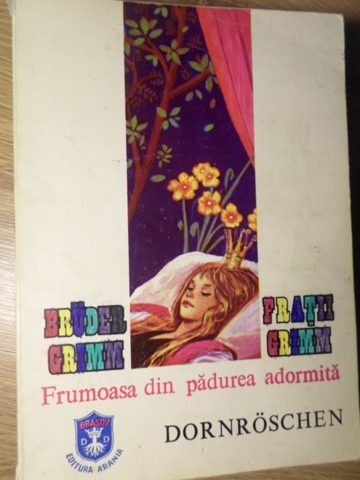 BRÜDER
GRIMM
FRAȚII
GRIMM
Frumoasa din pădurea adormită
DORNRÖSCHEN
BRAȘOV
D D
EDITURA ARANIA